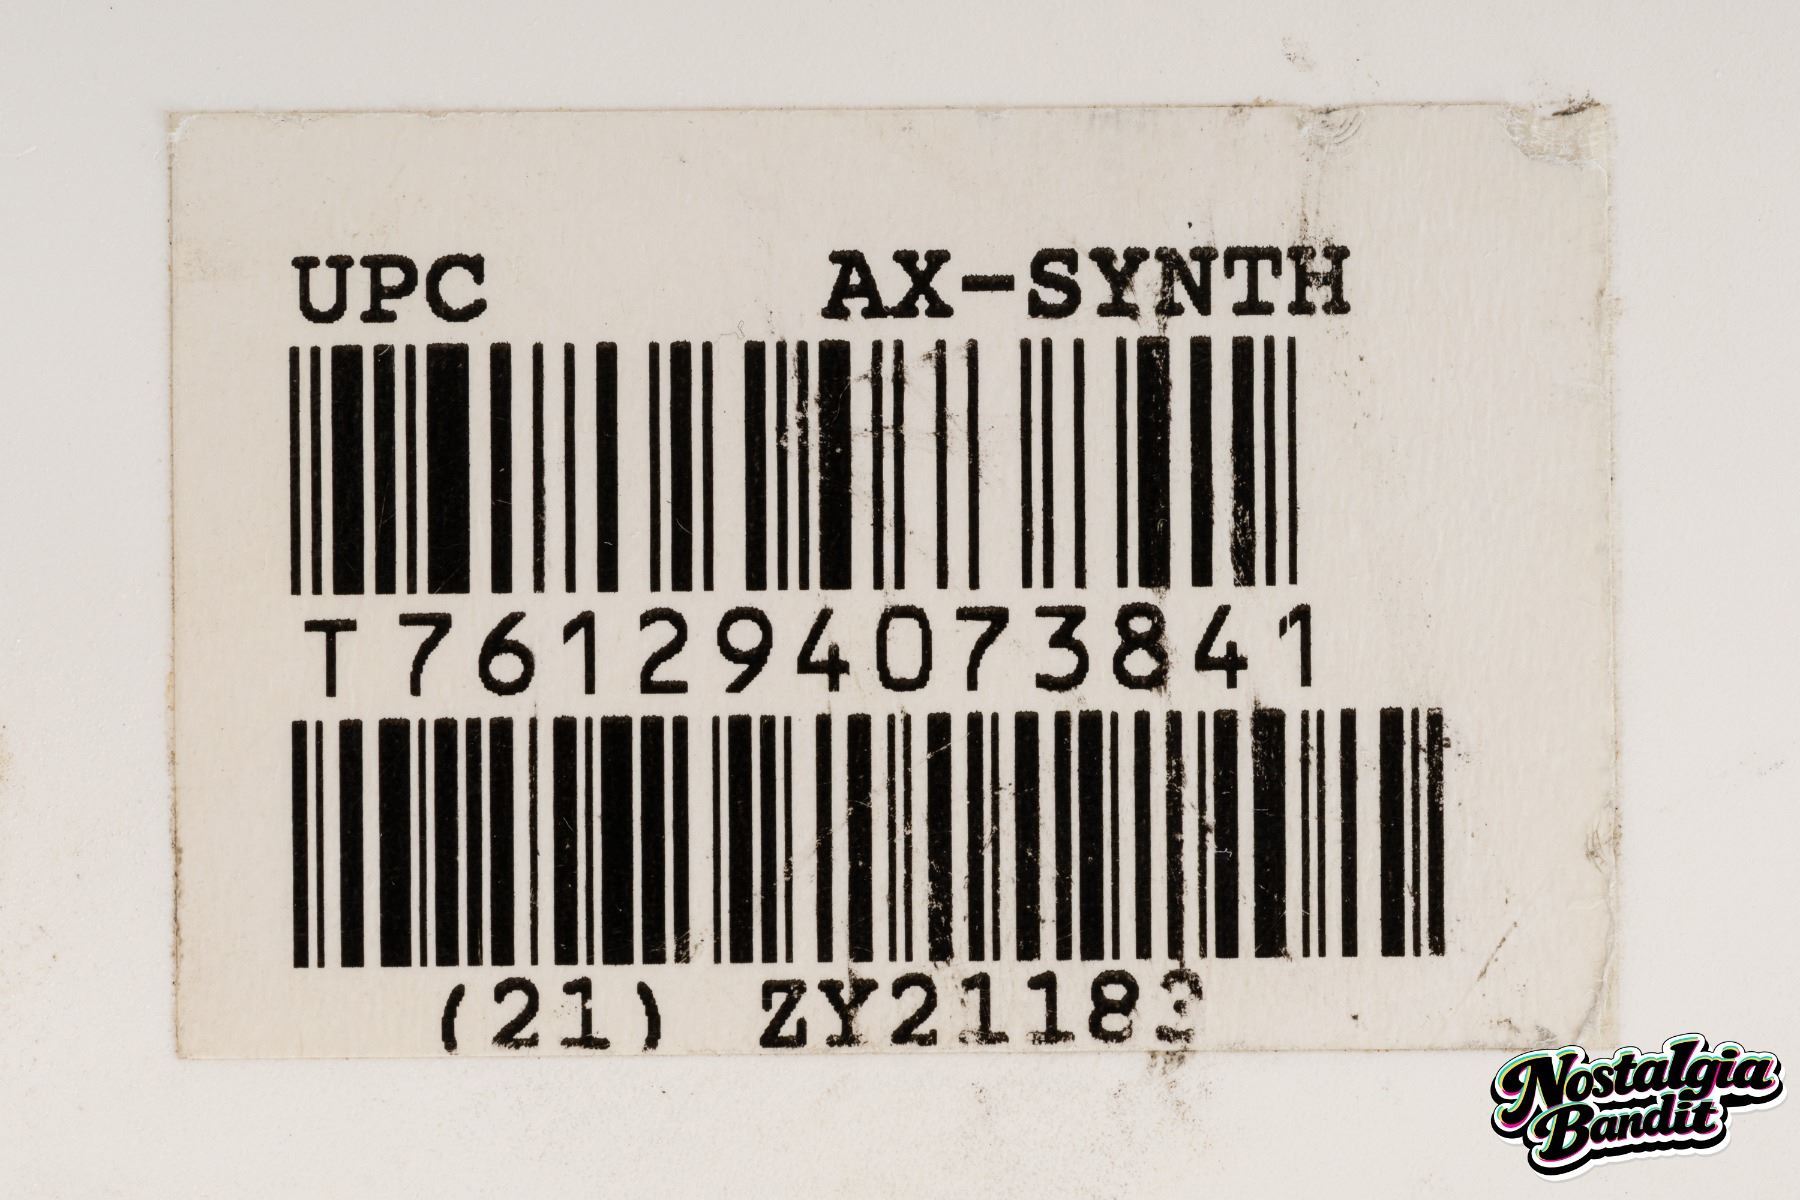 UPC AX-SYNTH
T 761294073841
(21) ZY21183
Nostalgia
Bandit